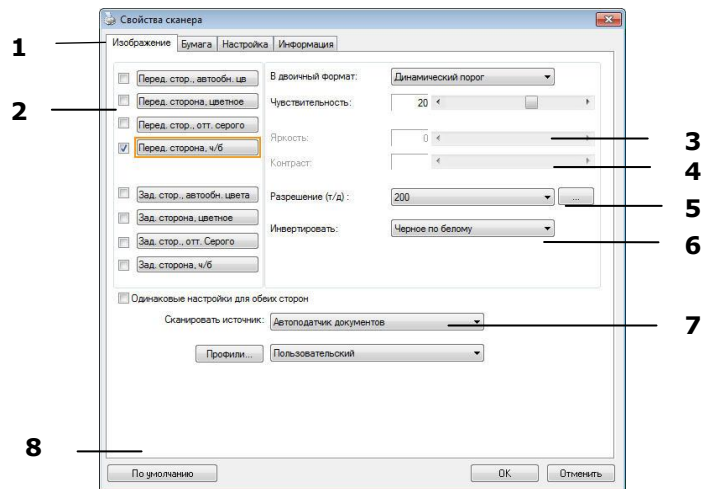 Свойства сканера
1
Изображение Бумага Настройка Информация
2
Перед. стор., автообн. цв
Перед. сторона, цветное
Перед. стор., отт. серого
Перед. сторона, ч/б
Зад. стор., автообн. цвета
Зад. сторона, цветное
Зад. стор., отт. Серого
Зад. сторона, ч/б
В двоичный формат: Динамический порог
Чувствительность: 20
Яркость: 0
3
Контраст:
4
Разрешение (т/д) : 200 ...
5
Инвертировать: Черное по белому
6
Одинаковые настройки для обеих сторон
Сканировать источник: Автоподатчик документов
7
Профили... Пользовательский
8
По умолчанию OK Отменить